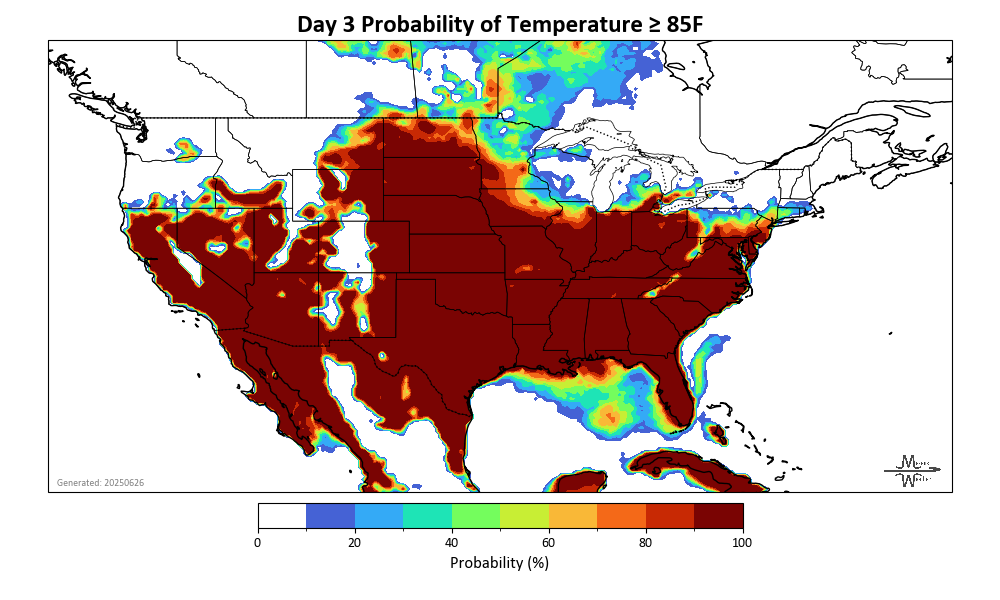 Day 3 Probability of Temperature ≥ 85F
Generated: 20250626
0 20 40 60 80 100
Probability (%)